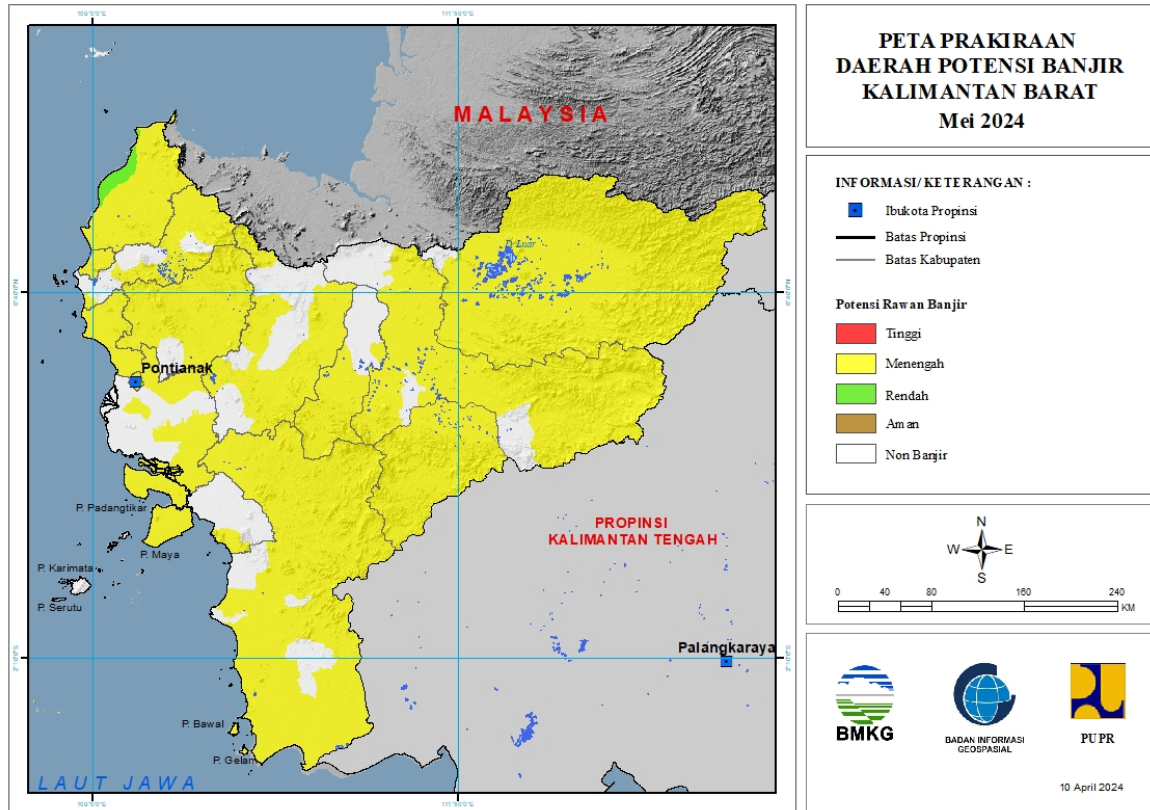 PETA PRAKIRAAN
DAERAH POTENSI BANJIR
KALIMANTAN BARAT
Mei 2024
INFORMASI/ KETERANGAN :
Ibukota Propinsi
Batas Propinsi
Batas Kabupaten
Potensi Rawan Banjir
Tinggi
Menengah
Rendah
Aman
Non Banjir
N
W E
S
0 40 80 160 240
KM
BMKG
BADAN INFORMASI
GEOSPASIAL
PUPR
10 April 2024
MALAYSIA
Pontianak
P. Padangtikar
P. Maya
P. Karimata
P. Serutu
PROPINSI
KALIMANTAN TENGAH
Palangkaraya
P. Bawal
P. Gelam
LAUT JAWA